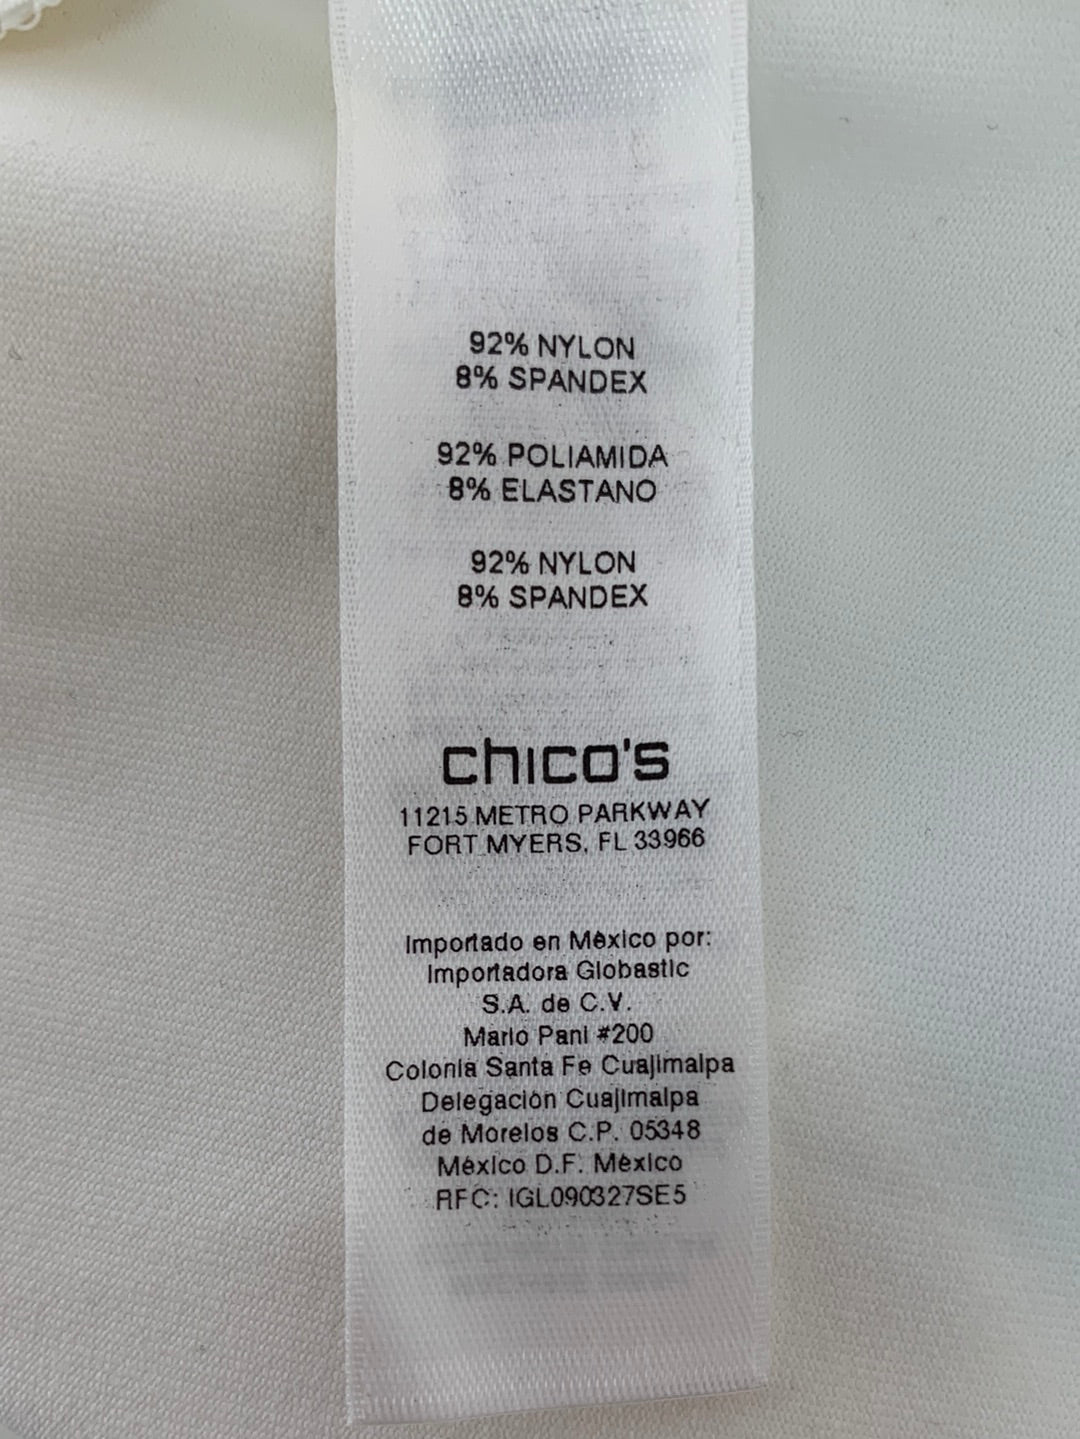 92% NYLON
8% SPANDEX
92% POLIAMIDA
8% ELASTANO
92% NYLON
8% SPANDEX
chico's
11215 METRO PARKWAY
FORT MYERS, FL 33966
Importado en México por:
Importadora Globastic
S.A. de C.V.
Mario Pani #200
Colonia Santa Fe Cuajimalpa
Delegación Cuajimalpa
de Morelos C.P. 05348
México D.F. México
RFC: IGL090327SE5